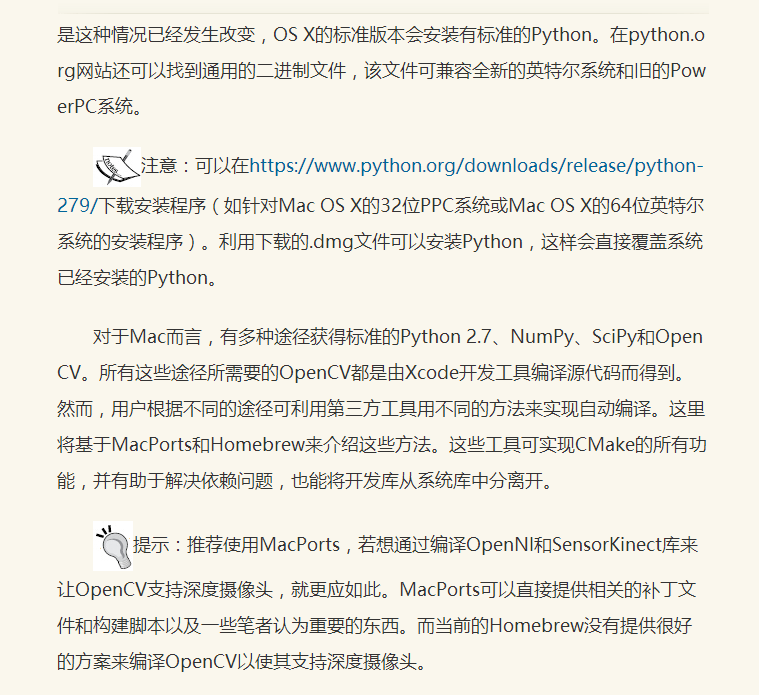 是这种情况已经发生改变，OS X的标准版本会安装有标准的Python。在python.o
rg网站还可以找到通用的二进制文件，该文件可兼容全新的英特尔系统和旧的Pow
erPC系统。
注意：可以在https://www.python.org/downloads/release/python-
279/下载安装程序（如针对Mac OS X的32位PPC系统或Mac OS X的64位英特尔
系统的安装程序）。利用下载的.dmg文件可以安装Python，这样会直接覆盖系统
已经安装的Python。
对于Mac而言，有多种途径获得标准的Python 2.7、NumPy、SciPy和Open
CV。所有这些途径所需要的OpenCV都是由Xcode开发工具编译源代码而得到。
然而，用户根据不同的途径可利用第三方工具用不同的方法来实现自动编译。这里
将基于MacPorts和Homebrew来介绍这些方法。这些工具可实现CMake的所有功
能，并有助于解决依赖问题，也能将开发库从系统库中分离开。
提示：推荐使用MacPorts，若想通过编译OpenNI和SensorKinect库来
让OpenCV支持深度摄像头，就更应如此。MacPorts可以直接提供相关的补丁文
件和构建脚本以及一些笔者认为重要的东西。而当前的Homebrew没有提供很好
的方案来编译OpenCV以使其支持深度摄像头。